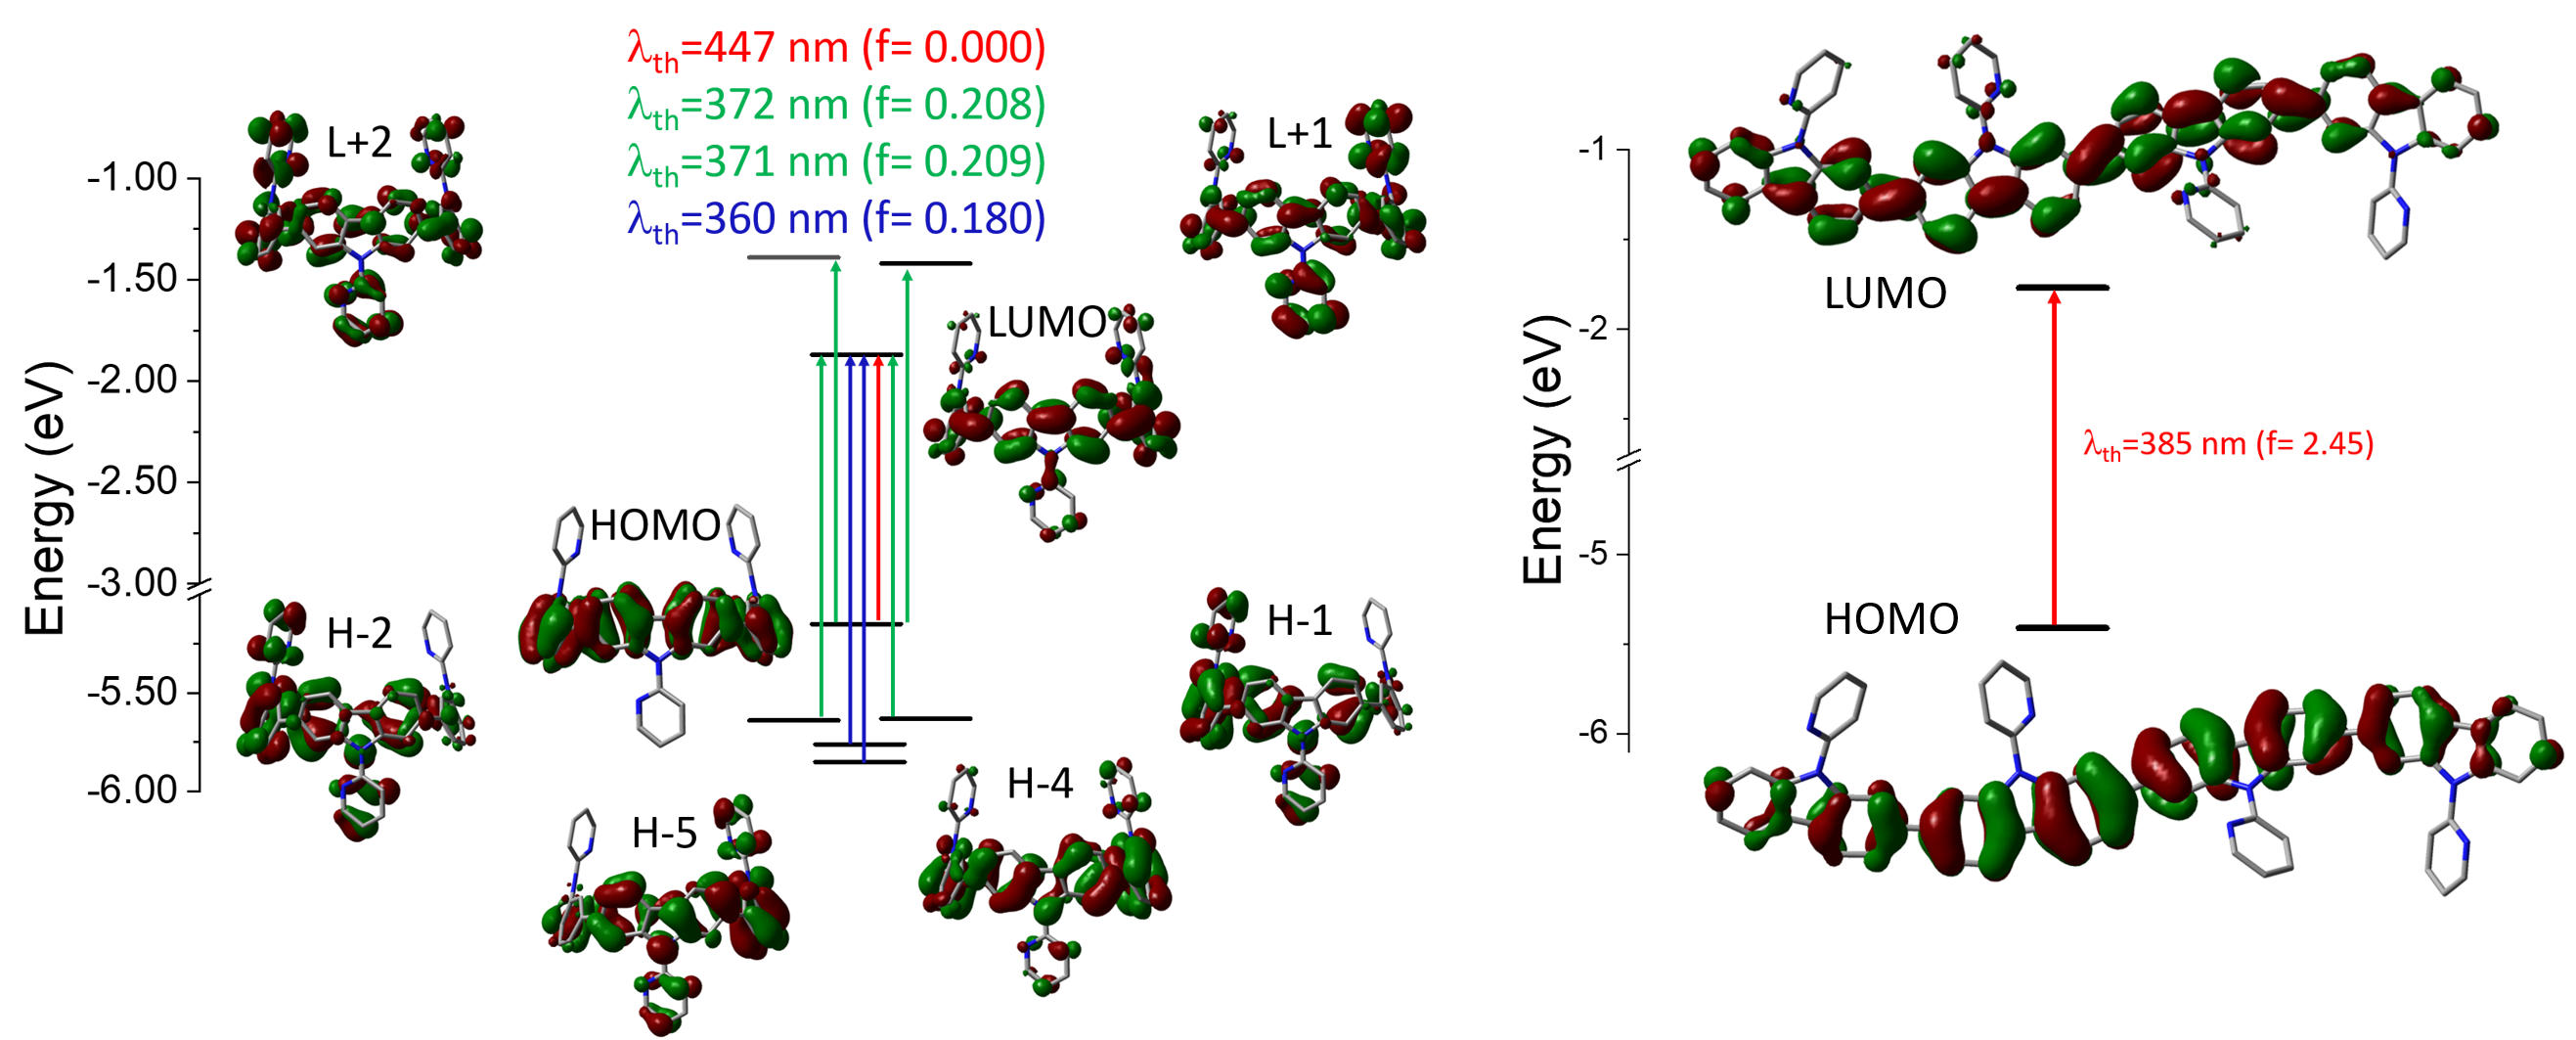 λth=447 nm (f= 0.000)
λth=372 nm (f= 0.208)
λth=371 nm (f= 0.209)
λth=360 nm (f= 0.180)
L+2
L+1
LUMO
HOMO
H-2
H-1
H-4
H-5
Energy (eV)
-1.00
-1.50
-2.00
-2.50
-3.00
-5.50
-6.00
Energy (eV)
-1
-2
-5
-6
LUMO
λth=385 nm (f= 2.45)
HOMO